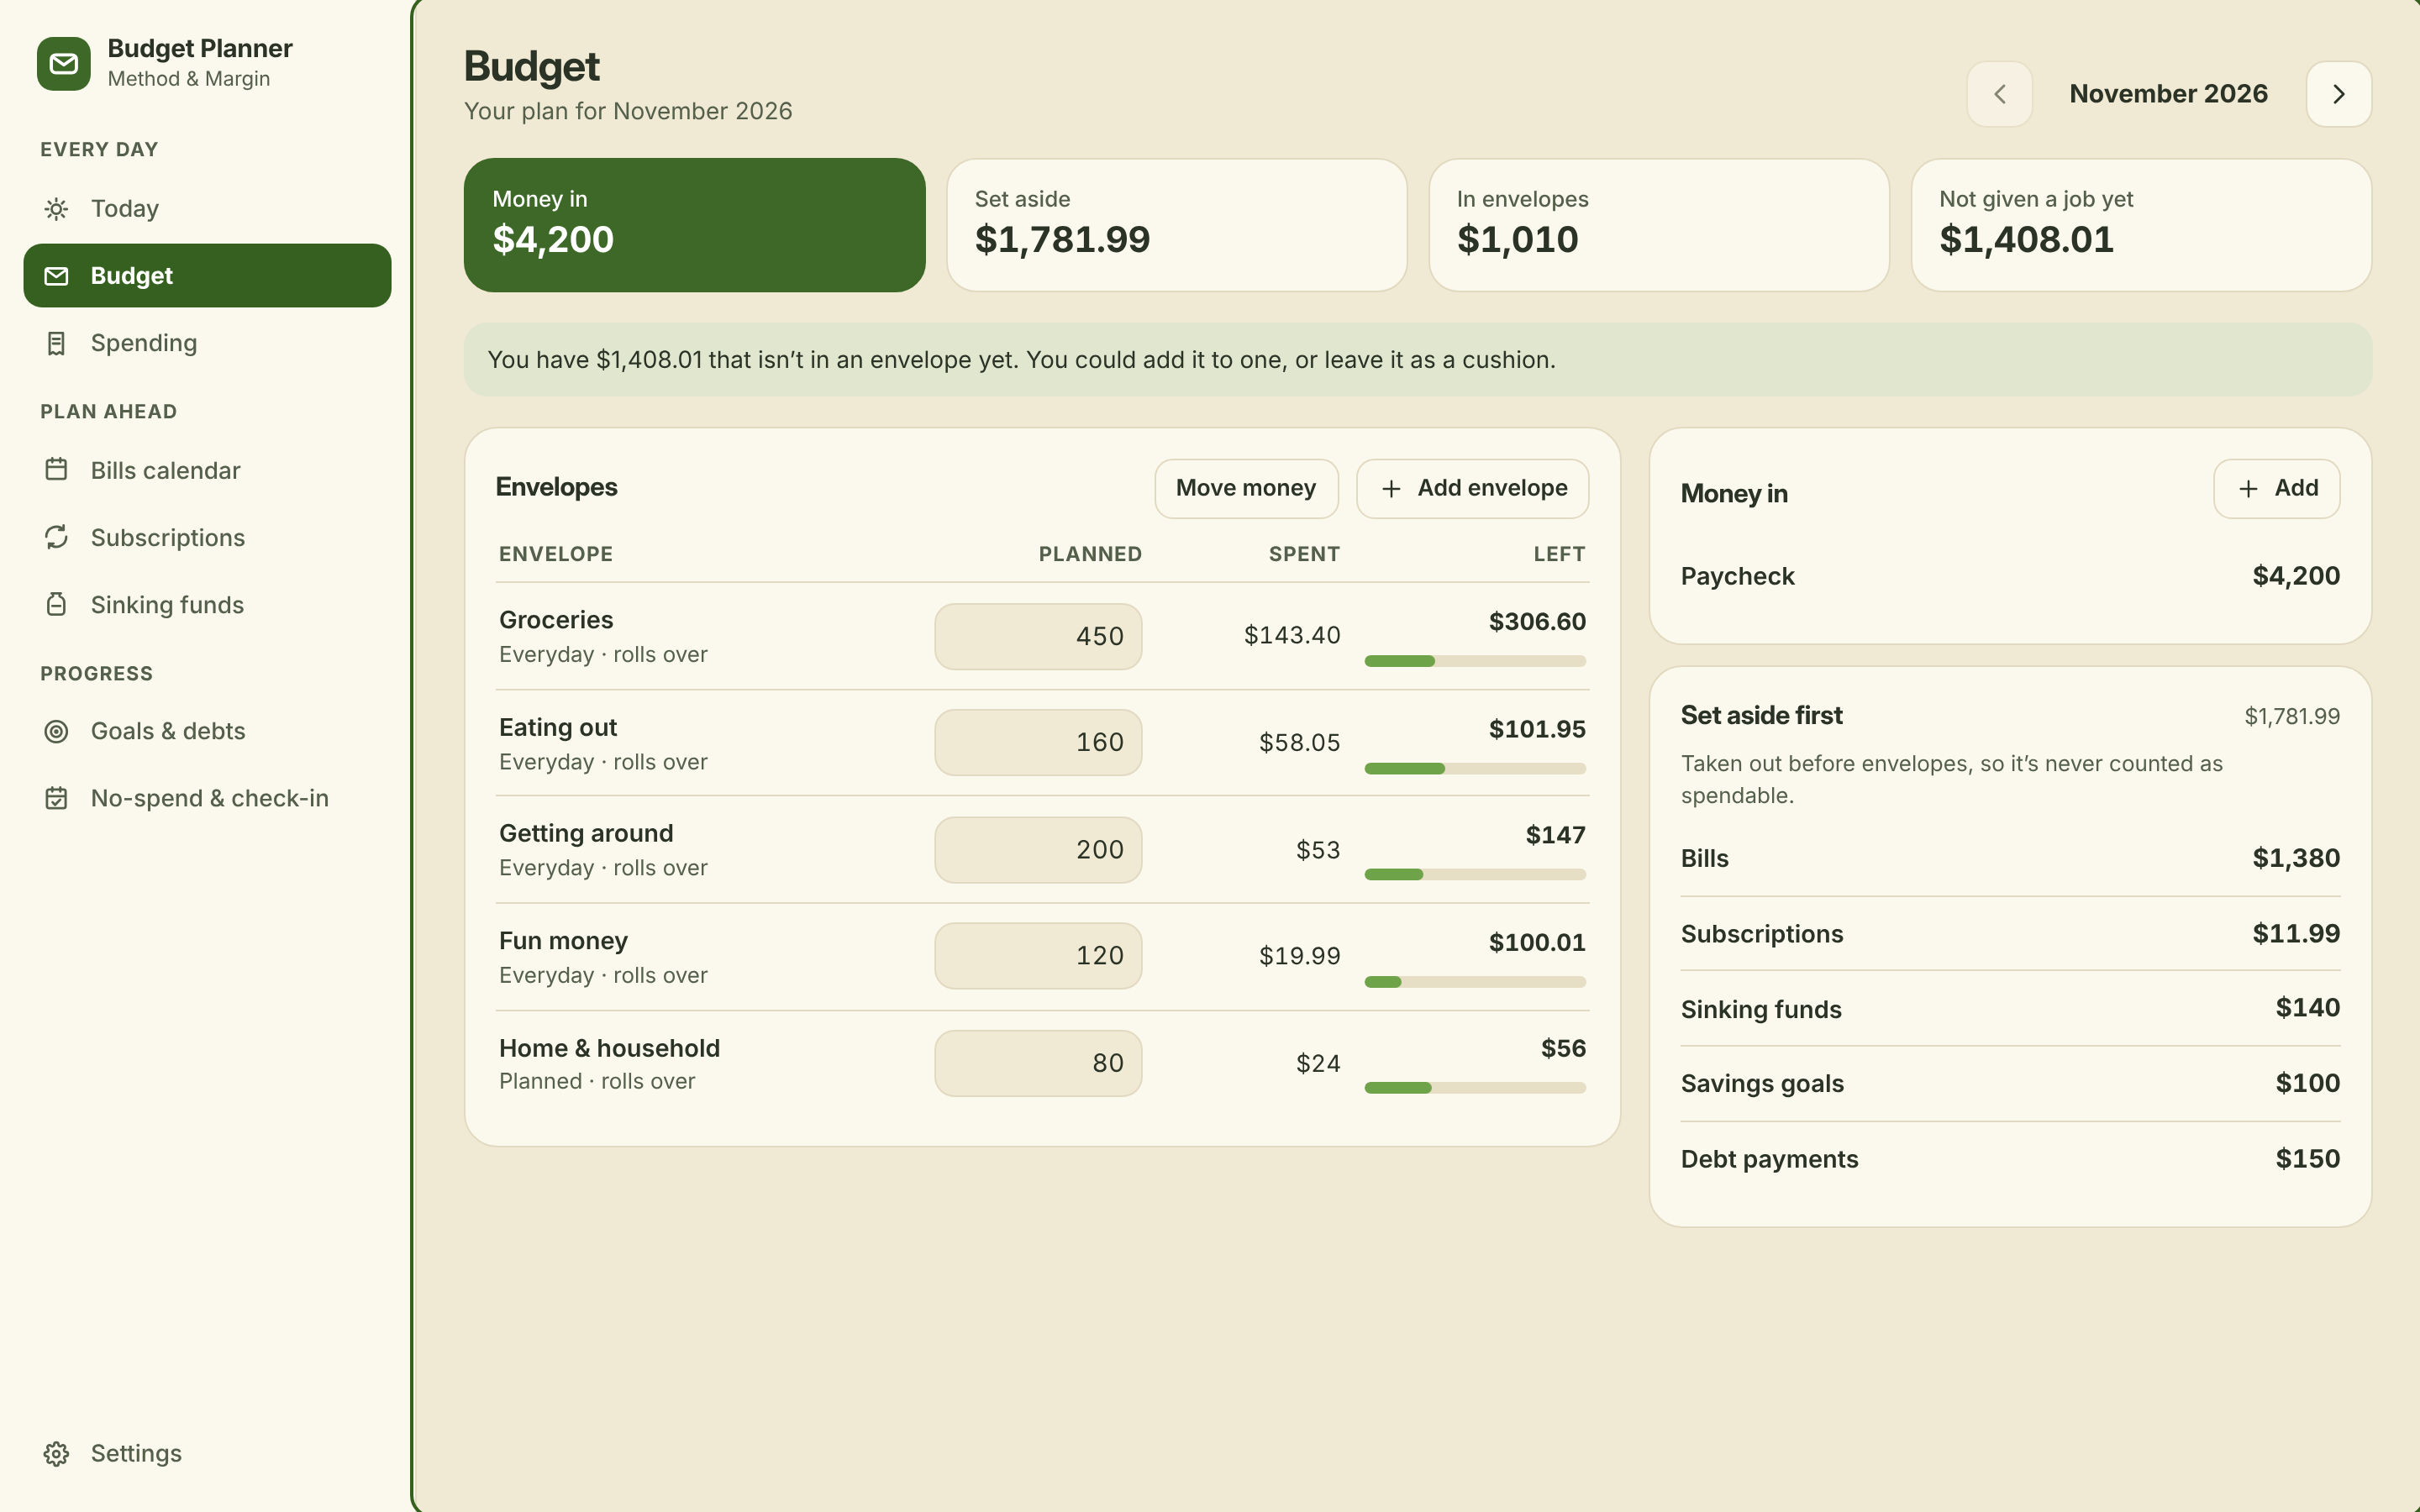 Budget Planner
Method & Margin
EVERY DAY
Today
Budget
Spending
PLAN AHEAD
Bills calendar
Subscriptions
Sinking funds
PROGRESS
Goals & debts
No-spend & check-in
Settings
Budget
Your plan for November 2026
November 2026
Money in
$4,200
Set aside
$1,781.99
In envelopes
$1,010
Not given a job yet
$1,408.01
You have $1,408.01 that isn’t in an envelope yet. You could add it to one, or leave it as a cushion.
Envelopes
Move money
Add envelope
ENVELOPE PLANNED SPENT LEFT
Groceries
Everyday · rolls over
450 $143.40 $306.60
Eating out
Everyday · rolls over
160 $58.05 $101.95
Getting around
Everyday · rolls over
200 $53 $147
Fun money
Everyday · rolls over
120 $19.99 $100.01
Home & household
Planned · rolls over
80 $24 $56
Money in
Add
Paycheck $4,200
Set aside first $1,781.99
Taken out before envelopes, so it’s never counted as
spendable.
Bills $1,380
Subscriptions $11.99
Sinking funds $140
Savings goals $100
Debt payments $150